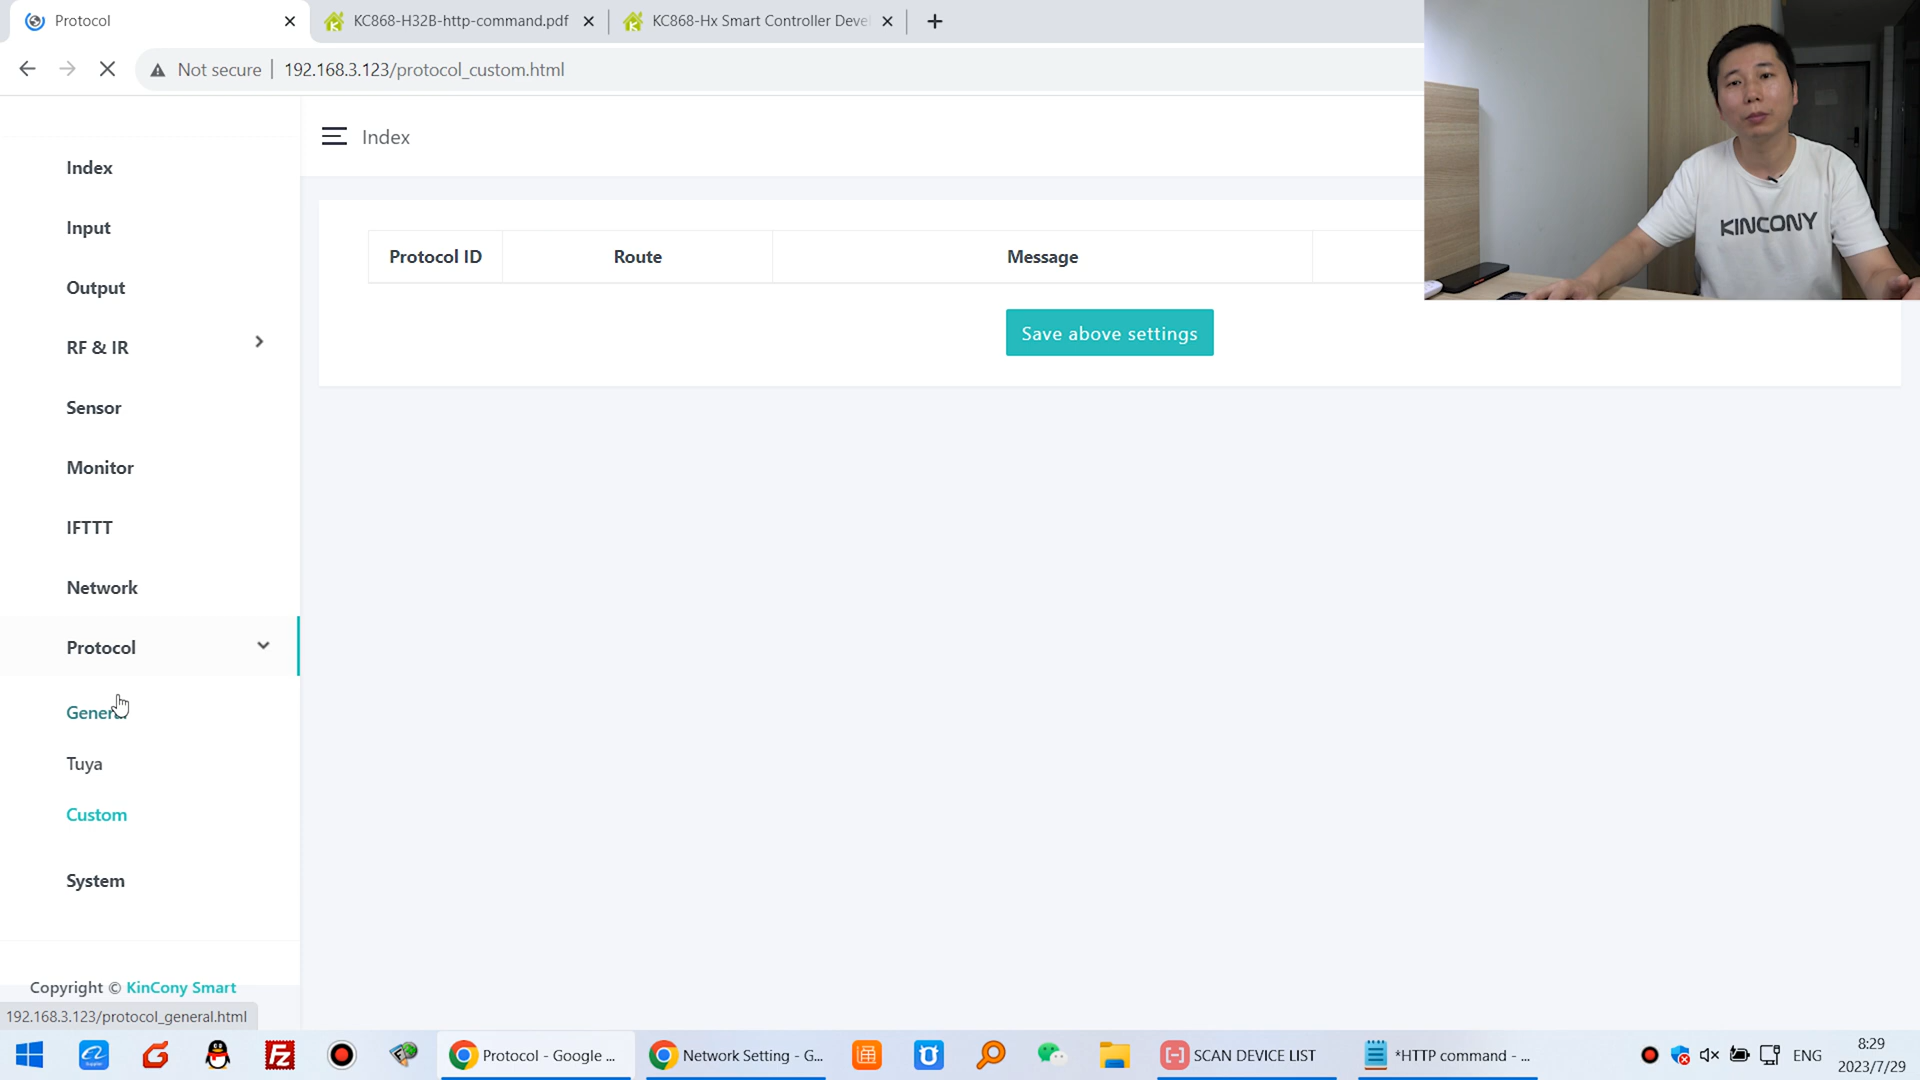 Protocol
KC868-H32B-http-command.pdf
KC868-Hx Smart Controller Deve
Not secure
192.168.3.123/protocol_custom.html
Index
Input
Output
RF & IR
Sensor
Monitor
IFTTT
Network
Protocol
General
Tuya
Custom
System
Copyright © KinCony Smart
192.168.3.123/protocol_general.html
Index
Protocol ID
Route
Message
Save above settings
KINCONY
Protocol - Google ...
Network Setting - G...
SCAN DEVICE LIST
*HTTP command - ...
ENG
8:29
2023/7/29